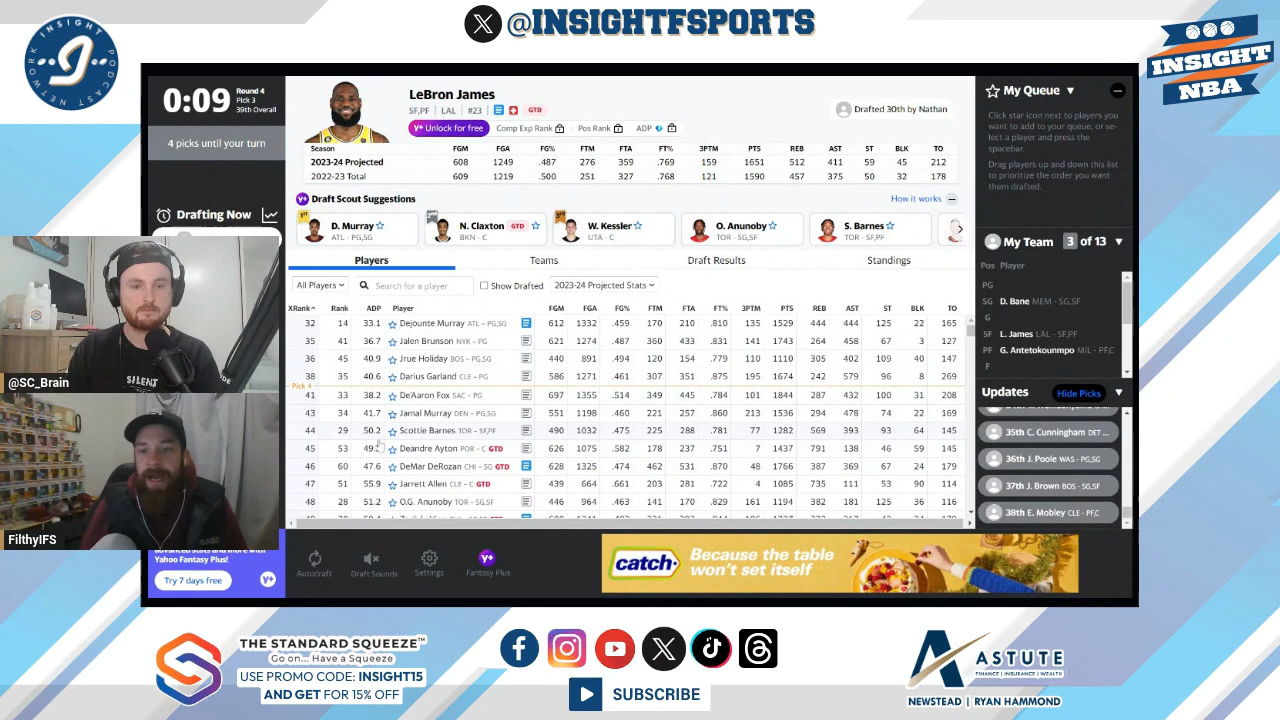 @INSIGHTFSPORTS
INSIGHT
PODCAST NETWORK
INSIGHT
NBA
0:09
Round 4
Pick 3
39th Overall
4 picks until your turn
Drafting Now
LeBron James
SF,PF | LAL | #23 GTD
Unlock for free Comp Exp Rank Pos Rank ADP
Drafted 30th by Nathan
Season FGM FGA FG% FTM FTA FT% 3PTM PTS REB AST ST BLK TO
2023-24 Projected 608 1249 .487 276 359 .769 159 1651 512 411 59 45 212
2022-23 Total 609 1219 .500 251 327 .768 121 1590 457 375 50 32 178
Draft Scout Suggestions
How it works
1st D. Murray ATL - PG,SG
N. Claxton GTD BKN - C
W. Kessler UTA - C
O. Anunoby TOR - SG,SF
S. Barnes TOR - SF,PF
Players Teams Draft Results Standings
All Players Search for a player Show Drafted 2023-24 Projected Stats
XRank Rank ADP Player FGM FGA FG% FTM FTA FT% 3PTM PTS REB AST ST BLK TO
32 14 33.1 Dejounte Murray ATL - PG,SG 612 1332 .459 170 210 .810 135 1529 444 444 125 22 165
35 41 36.7 Jalen Brunson NYK - PG 621 1274 .487 360 433 .831 141 1743 264 458 67 3 127
36 45 40.9 Jrue Holiday BOS - PG,SG 440 891 .494 120 154 .779 110 1110 305 402 109 40 147
38 35 40.6 Darius Garland CLE - PG 586 1271 .461 307 351 .875 135 1674 242 579 96 8 269
Pick 4
41 33 38.2 De'Aaron Fox SAC - PG 697 1355 .514 349 445 .784 101 1844 287 432 100 31 208
43 34 41.7 Jamal Murray DEN - PG,SG 551 1198 .460 221 257 .860 213 1536 294 478 74 22 169
44 29 50.2 Scottie Barnes TOR - SF,PF 490 1032 .475 225 288 .781 77 1282 569 393 93 64 145
45 53 Deandre Ayton POR - C GTD 626 1075 .582 178 237 .751 7 1437 791 138 46 59 145
46 60 47.6 DeMar DeRozan CHI - SG GTD 628 1325 .474 462 531 .870 48 1766 387 369 67 24 179
47 51 55.9 Jarrett Allen CLE - C GTD 439 664 .661 203 281 .722 4 1085 735 111 53 90 114
48 28 51.2 O.G. Anunoby TOR - SG,SF 446 964 .463 141 170 .829 161 1194 382 181 125 36 116
My Queue
Click star icon next to players you
want to add to your queue, or se-
lect a player and press the
spacebar.
Drag players up and down this list
to prioritize the order you want
them drafted.
My Team 3 of 13
Pos Player
PG
SG D. Bane MEM - SG,SF
G
SF L. James LAL - SF,PF
PF G. Antetokounmpo MIL - PF,C
F
Updates Hide Picks
35th C. Cunningham DET ...
36th J. Poole WAS - PG,SG
37th J. Brown BOS - SG,SF
38th E. Mobley CLE - PF,C
@SC_Brain
SILENT
FilthyIFS
advanced stats and more with
Yahoo Fantasy Plus!
Try 7 days free
Autodraft Draft Sounds Settings Fantasy Plus
catch Because the table
won't set itself
THE STANDARD SQUEEZE™
Go on... Have a Squeeze
USE PROMO CODE: INSIGHT15
AND GET FOR 15% OFF
SUBSCRIBE
ASTUTE
FINANCE | INSURANCE | WEALTH
NEWSTEAD | RYAN HAMMOND